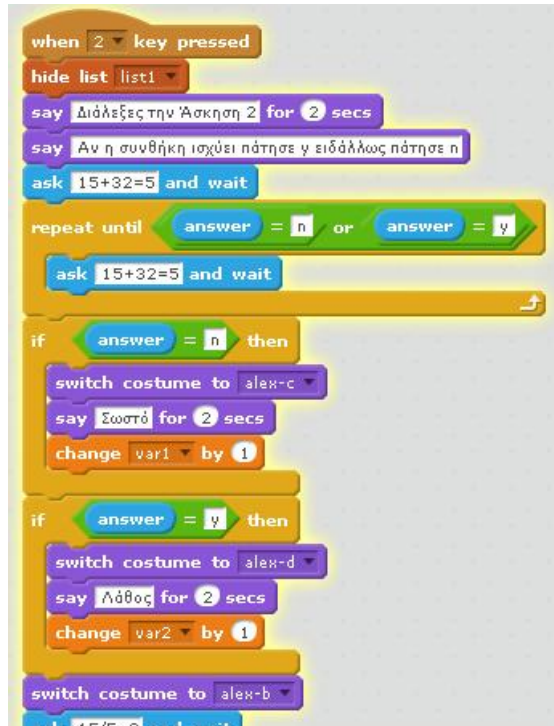 when 2 key pressed
hide list list1
say Διάλεξες την Άσκηση 2 for 2 secs
say Αν η συνθήκη ισχύει πάτησε y ειδάλλως πάτησε n
ask 15+32=5 and wait
repeat until answer = n or answer = y
ask 15+32=5 and wait
if answer = n then
switch costume to alex-c
say Σωστό for 2 secs
change var1 by 1
if answer = y then
switch costume to alex-d
say Λάθος for 2 secs
change var2 by 1
switch costume to alex-b